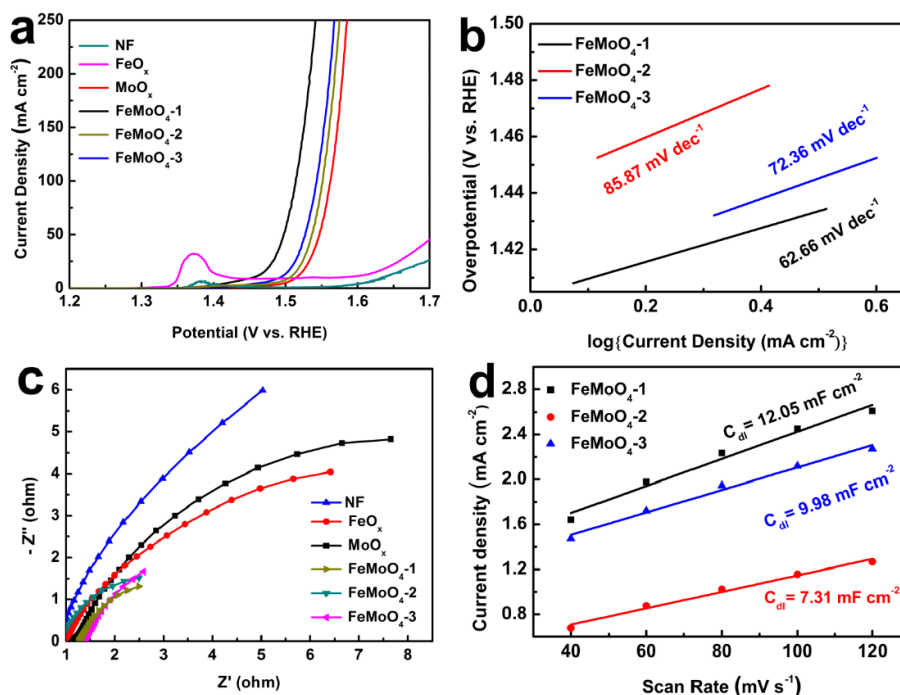 a
NF
FeOₓ
MoOₓ
FeMoO₄-1
FeMoO₄-2
FeMoO₄-3
250
200
150
100
50
0
1.2 1.3 1.4 1.5 1.6 1.7
Current Density (mA cm⁻²)
Potential (V vs. RHE)
b
FeMoO₄-1
FeMoO₄-2
FeMoO₄-3
85.87 mV dec⁻¹
72.36 mV dec⁻¹
62.66 mV dec⁻¹
1.50
1.48
1.46
1.44
1.42
0.0 0.2 0.4 0.6
Overpotential (V vs. RHE)
log{Current Density (mA cm⁻²)}
c
NF
FeOₓ
MoOₓ
FeMoO₄-1
FeMoO₄-2
FeMoO₄-3
6
5
4
3
2
1
0
1 2 3 4 5 6 7 8
- Z'' (ohm)
Z' (ohm)
d
FeMoO₄-1
FeMoO₄-2
FeMoO₄-3
C_dl= 12.05 mF cm⁻²
C_dl= 9.98 mF cm⁻²
C_dl= 7.31 mF cm⁻²
2.8
2.4
2.0
1.6
1.2
0.8
40 60 80 100 120
Current density (mA cm⁻²)
Scan Rate (mV s⁻¹)